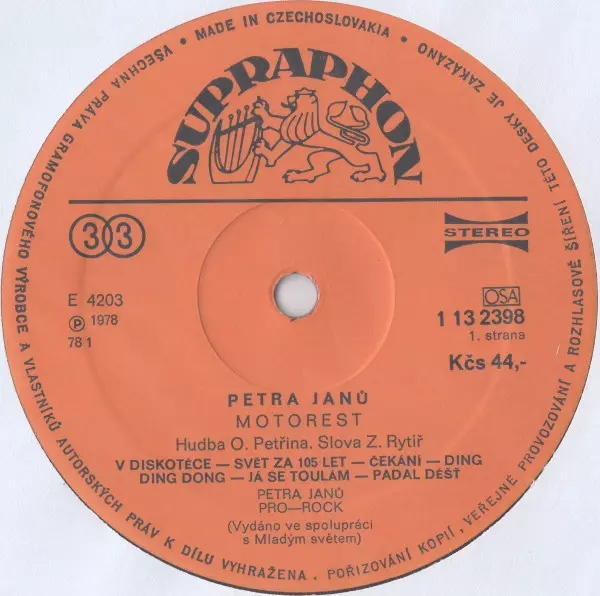 VŠECHNA PRÁVA GRAMOFONOVÉHO VÝROBCE A VLASTNÍKŮ AUTORSKÝCH PRÁV K DÍLU VYHRAŽENA. POŘIZOVÁNÍ KOPIÍ, VEŘEJNÉ PROVOZOVÁNÍ A ROZHLASOVÉ ŠÍŘENÍ TÉTO DESKY JE ZAKÁZÁNO • MADE IN CZECHOSLOVAKIA •
SUPRAPHON
33
STEREO
E 4203
℗ 1978
78 1
OSA
1 13 2398
1. strana
Kčs 44,-
PETRA JANŮ
MOTOREST
Hudba O. Petřina. Slova Z. Rytíř
V DISKOTÉCE — SVĚT ZA 105 LET — ČEKÁNÍ — DING
DING DONG — JÁ SE TOULÁM — PADAL DÉŠŤ
PETRA JANŮ
PRO—ROCK
(Vydáno ve spolupráci
s Mladým světem)